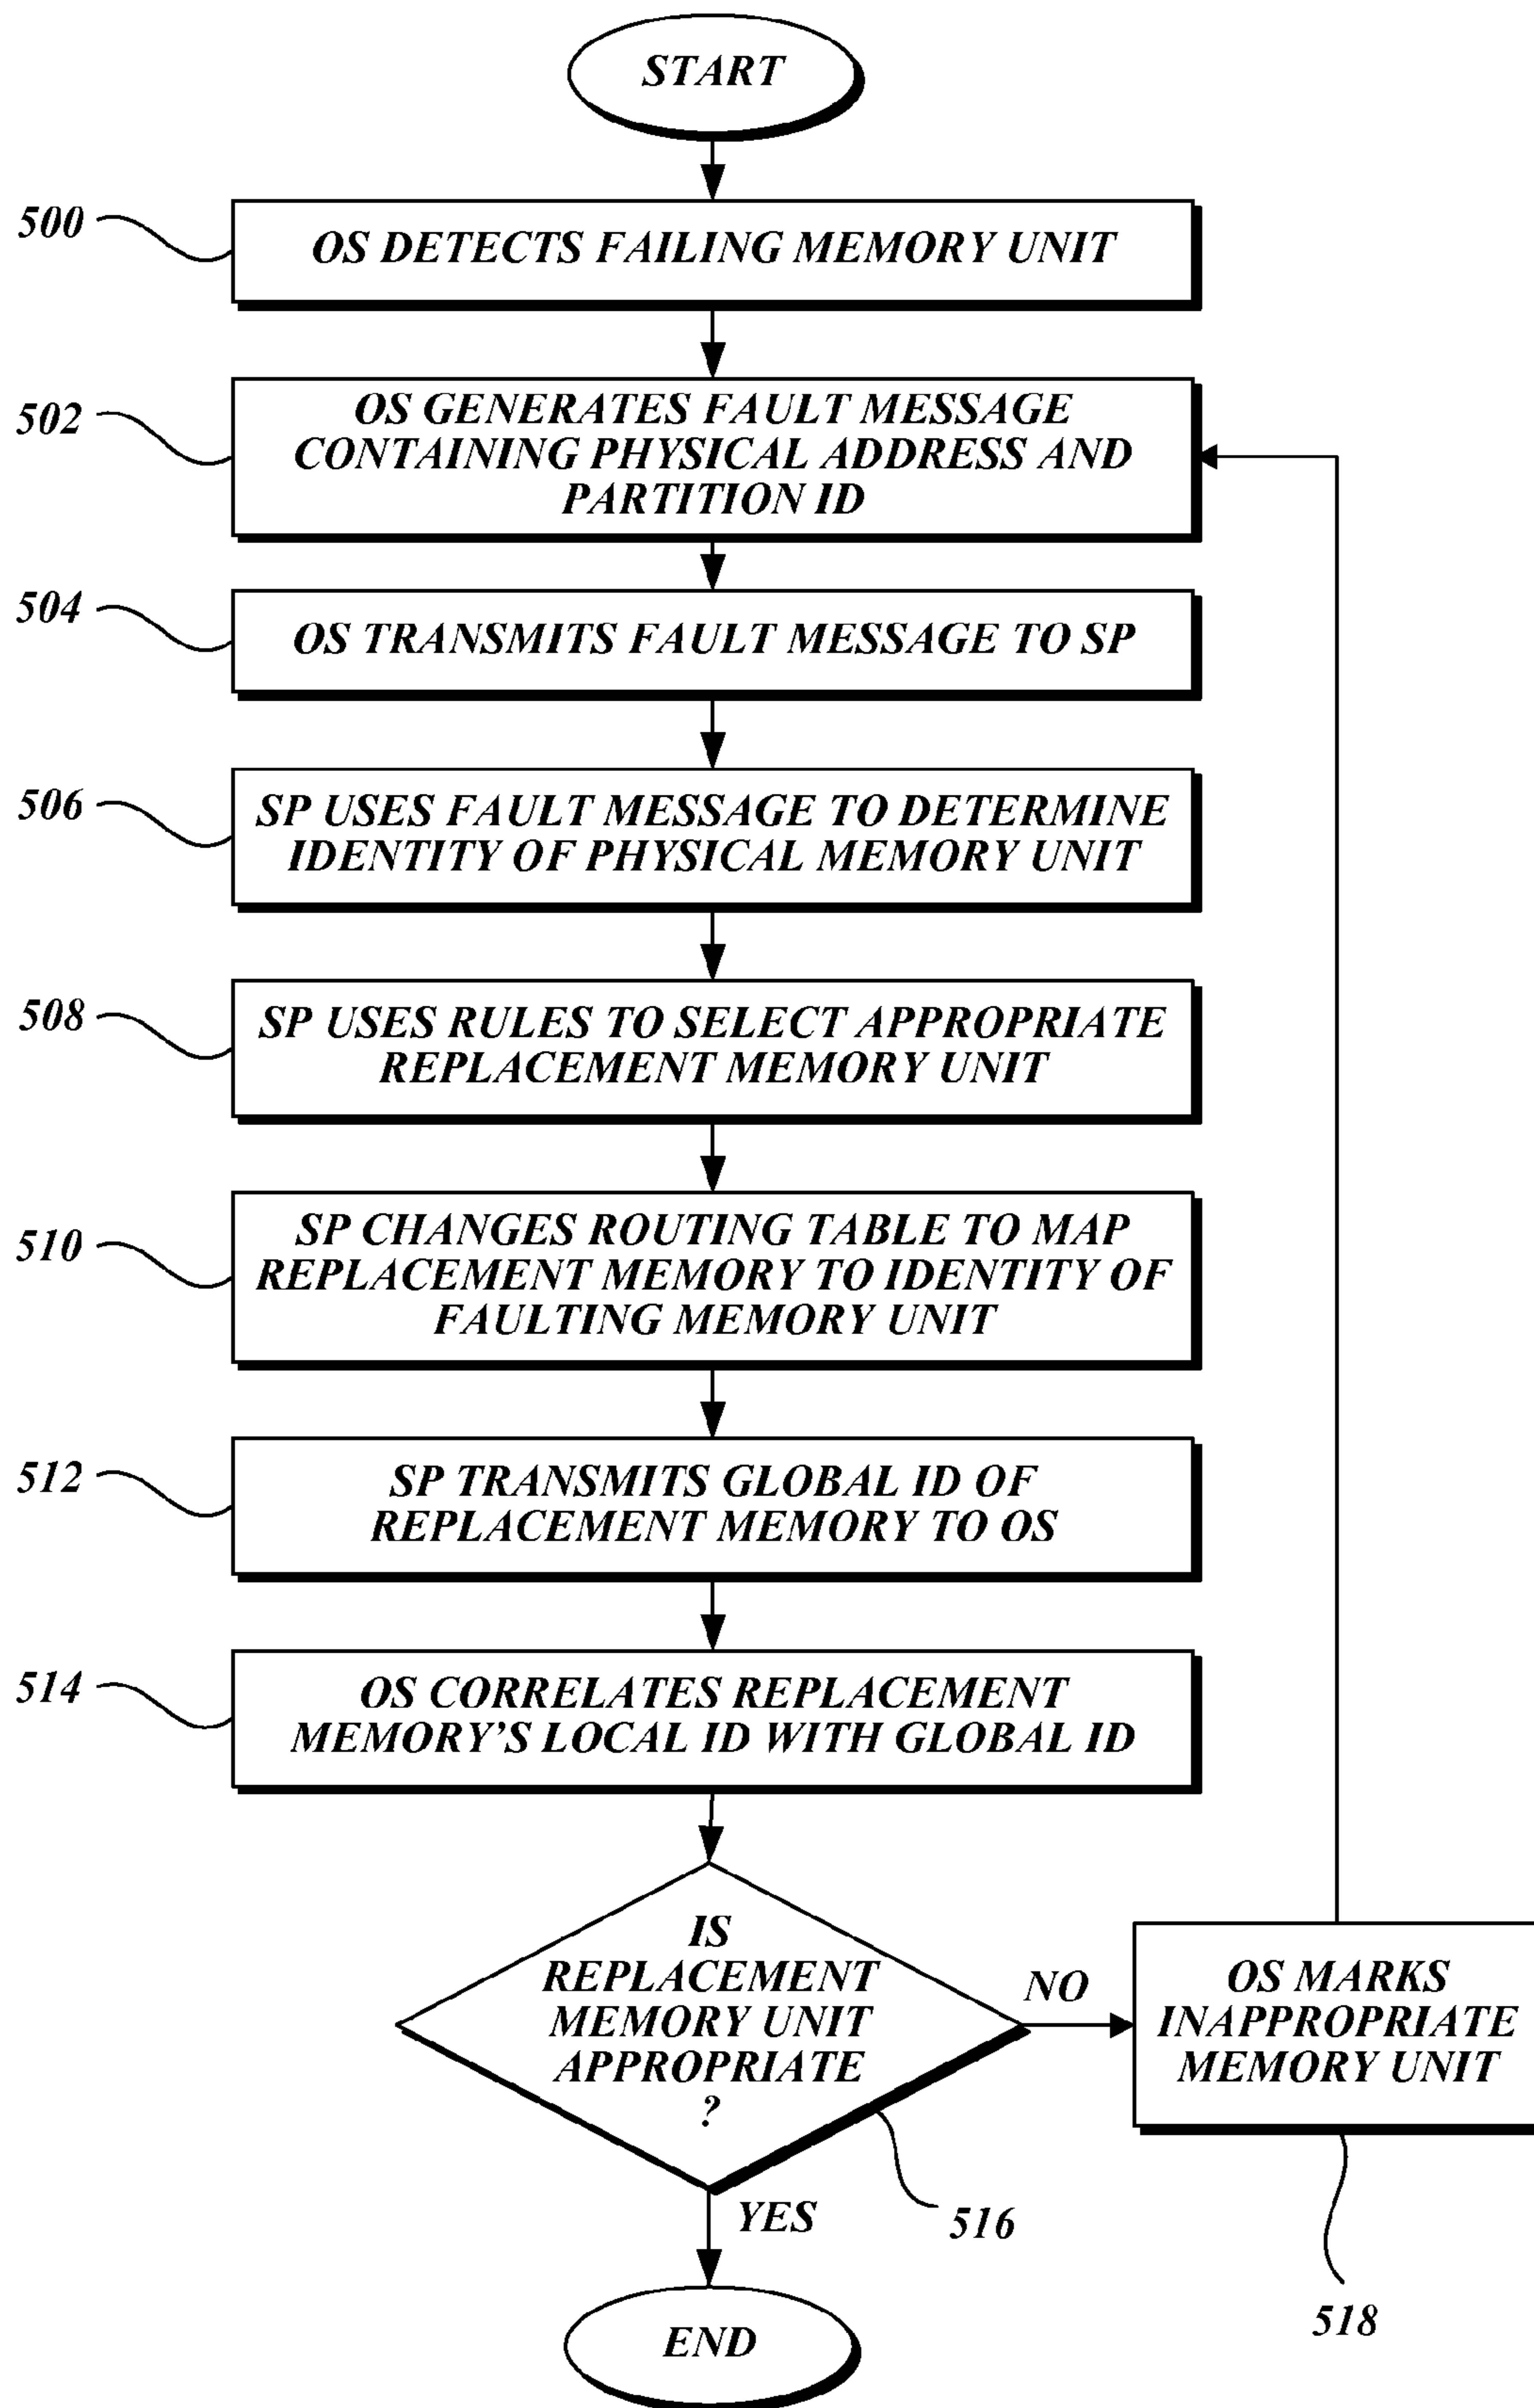 START
500
OS DETECTS FAILING MEMORY UNIT
502
OS GENERATES FAULT MESSAGE
CONTAINING PHYSICAL ADDRESS AND
PARTITION ID
504
OS TRANSMITS FAULT MESSAGE TO SP
506
SP USES FAULT MESSAGE TO DETERMINE
IDENTITY OF PHYSICAL MEMORY UNIT
508
SP USES RULES TO SELECT APPROPRIATE
REPLACEMENT MEMORY UNIT
510
SP CHANGES ROUTING TABLE TO MAP
REPLACEMENT MEMORY TO IDENTITY OF
FAULTING MEMORY UNIT
512
SP TRANSMITS GLOBAL ID OF
REPLACEMENT MEMORY TO OS
514
OS CORRELATES REPLACEMENT
MEMORY'S LOCAL ID WITH GLOBAL ID
IS
REPLACEMENT
MEMORY UNIT
APPROPRIATE
?
NO
OS MARKS
INAPPROPRIATE
MEMORY UNIT
YES
516
518
END